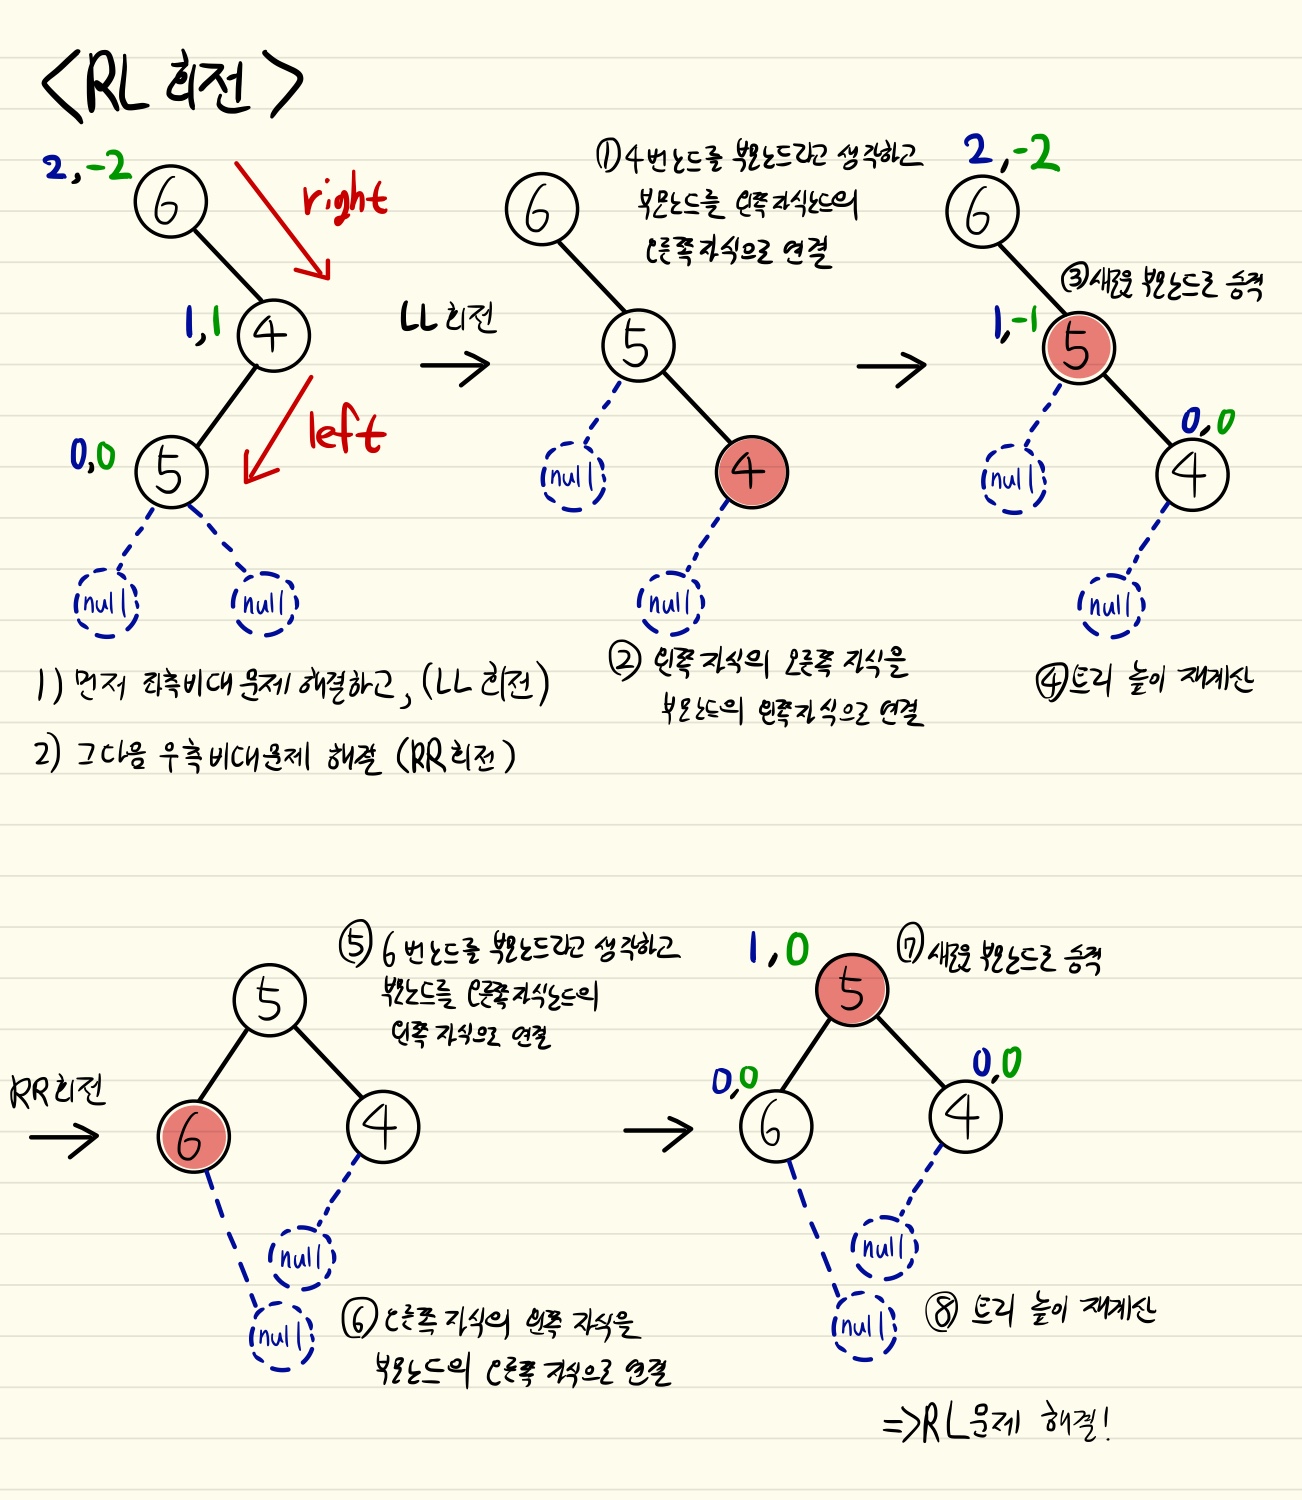 <RL 회전>
2,-2
6
right
1,1
4
left
0,0
5
null
null
1) 먼저 좌측비대 문제 해결하고, (LL 회전)
2) 그다음 우측비대문제 해결 (RR회전)
LL 회전
①4번노드를 부모노드라고 생각하고
부모노드를 왼쪽자식노드의
오른쪽자식으로 연결
6
5
null
4
null
② 왼쪽 자식의 오른쪽 자식을
부모노드의 왼쪽자식으로 연결
2,-2
6
③새로운 부모노드로 승격
1,-1
5
0,0
null
4
null
④트리 높이 재계산
RR회전
⑤ 6번노드를 부모노드라고 생각하고
부모노드를 오른쪽자식노드의
왼쪽 자식으로 연결
5
6
4
null
null
⑥ 오른쪽 자식의 왼쪽 자식을
부모노드의 오른쪽 자식으로 연결
1,0
⑦ 새로운 부모노드로 승격
5
0,0
0,0
6
4
null
null
⑧ 트리 높이 재계산
=>RL문제 해결!